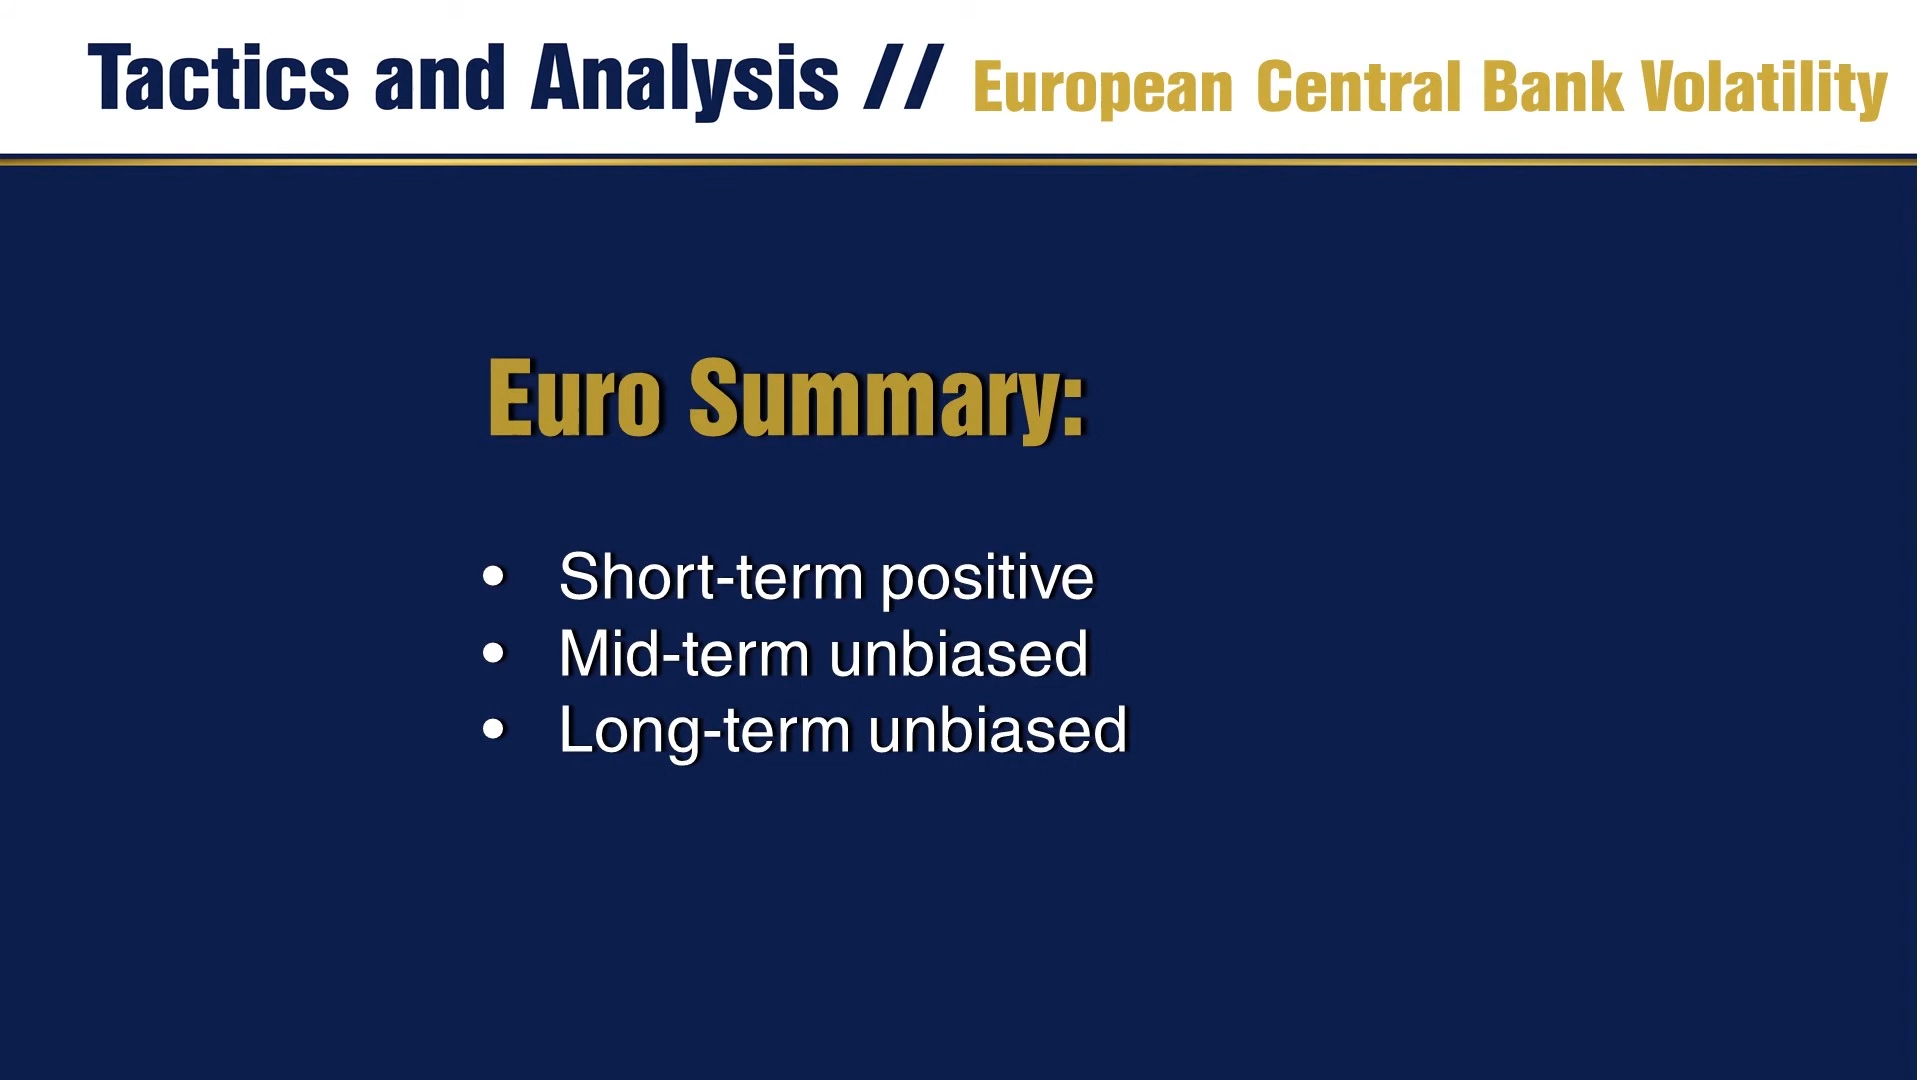 Tactics and Analysis // European Central Bank Volatility
Euro Summary:
• Short-term positive
• Mid-term unbiased
• Long-term unbiased